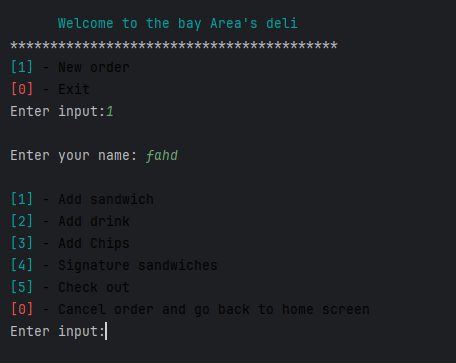 Welcome to the bay Area's deli
*****************************************
[1] - New order
[0] - Exit
Enter input:1
Enter your name: fahd
[1] - Add sandwich
[2] - Add drink
[3] - Add Chips
[4] - Signature sandwiches
[5] - Check out
[0] - Cancel order and go back to home screen
Enter input: